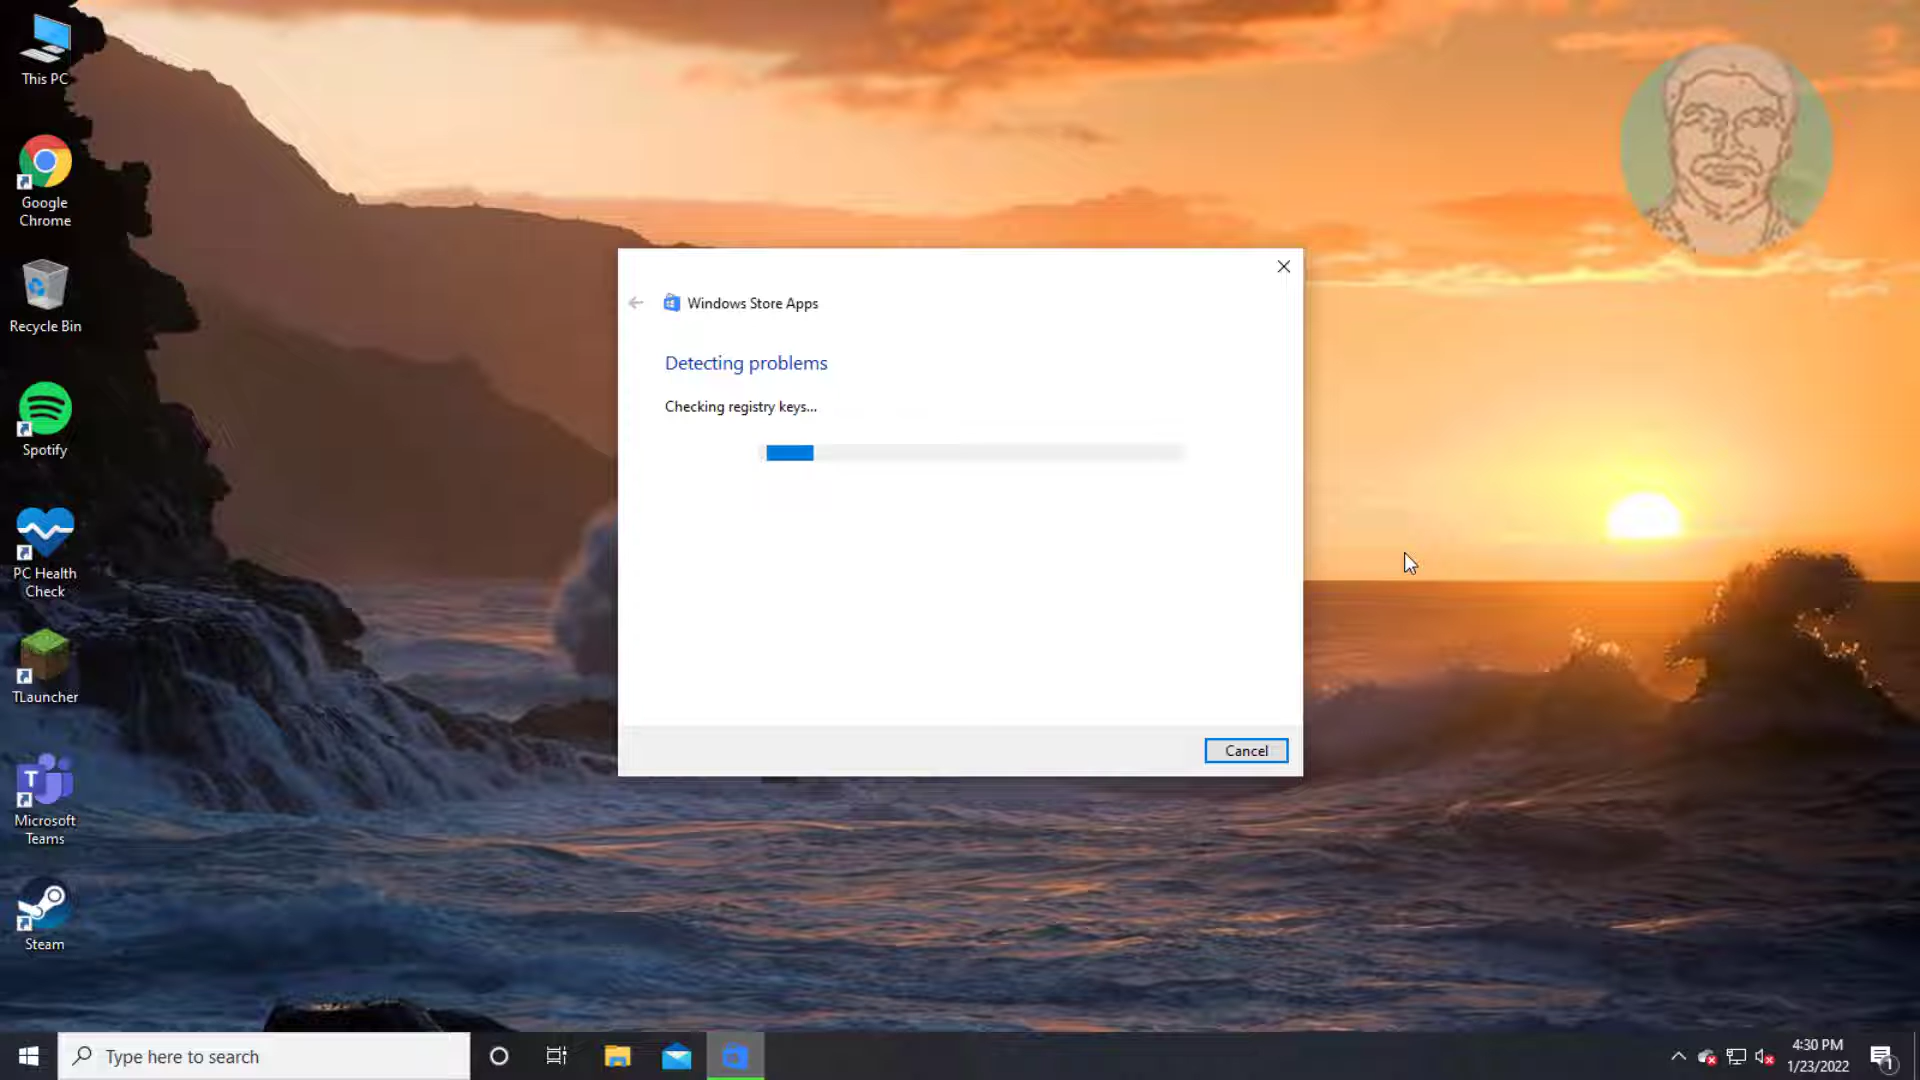 This PC
Google
Chrome
Recycle Bin
Spotify
PC Health
Check
TLauncher
T
Microsoft
Teams
Steam
Windows Store Apps
Detecting problems
Checking registry keys...
Cancel
Type here to search
4:30 PM
1/23/2022
1